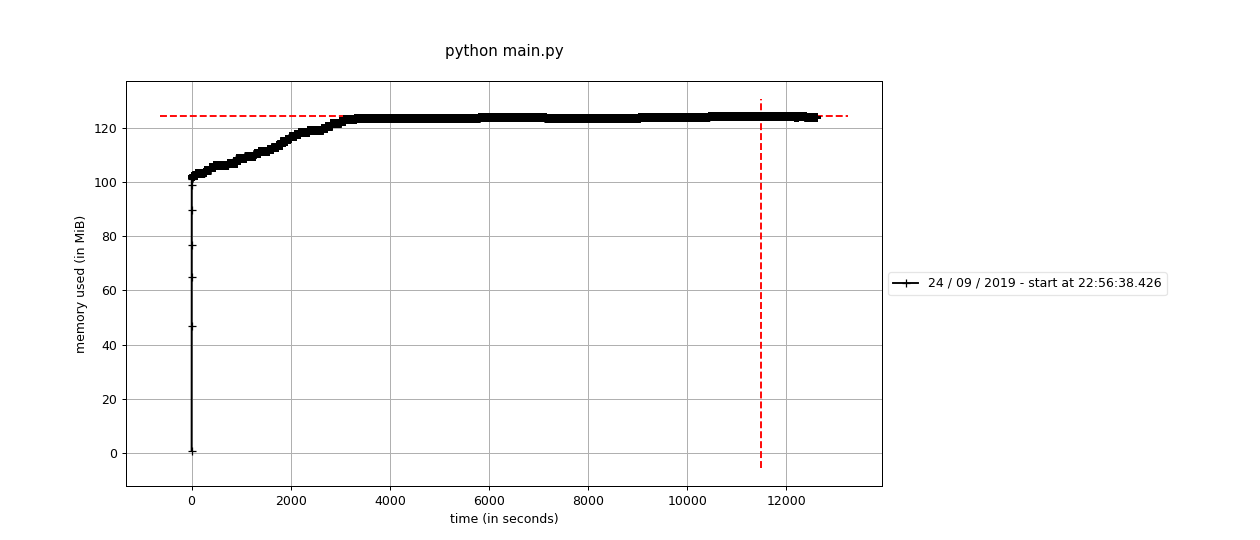 python main.py
memory used (in MiB)
120
100
80
60
40
20
0
0 2000 4000 6000 8000 10000 12000
time (in seconds)
24 / 09 / 2019 - start at 22:56:38.426